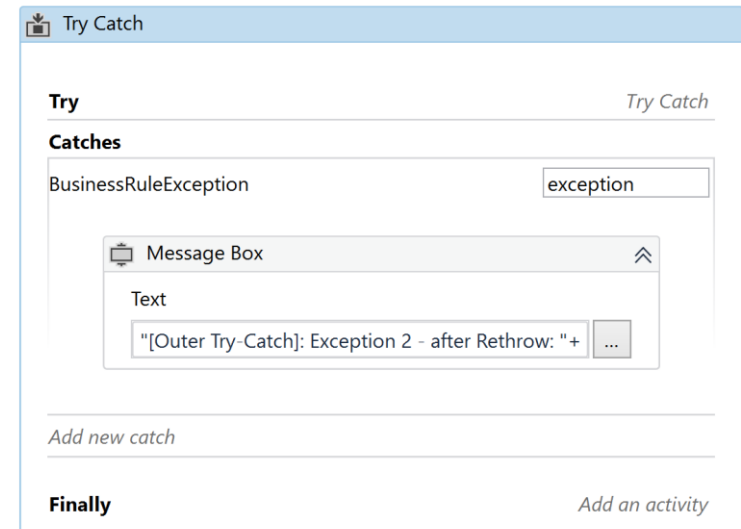 Try Catch
Try Try Catch
Catches
BusinessRuleException exception
Message Box
Text
"[Outer Try-Catch]: Exception 2 - after Rethrow: "+ ...
Add new catch
Finally Add an activity